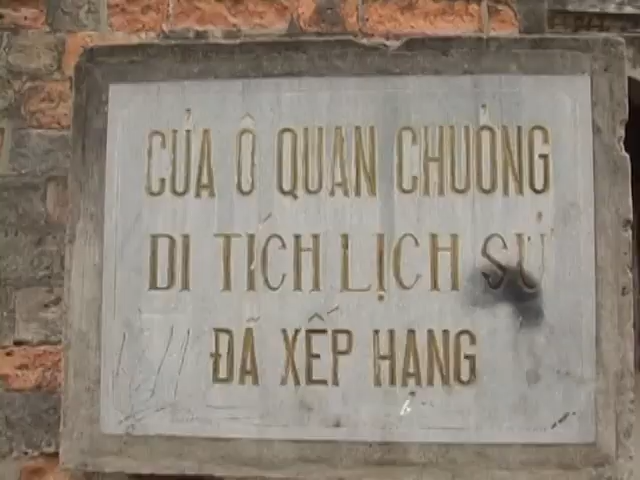 CỬA Ô QUAN CHƯỞNG
DI TÍCH LỊCH SỬ
ĐÃ XẾP HẠNG